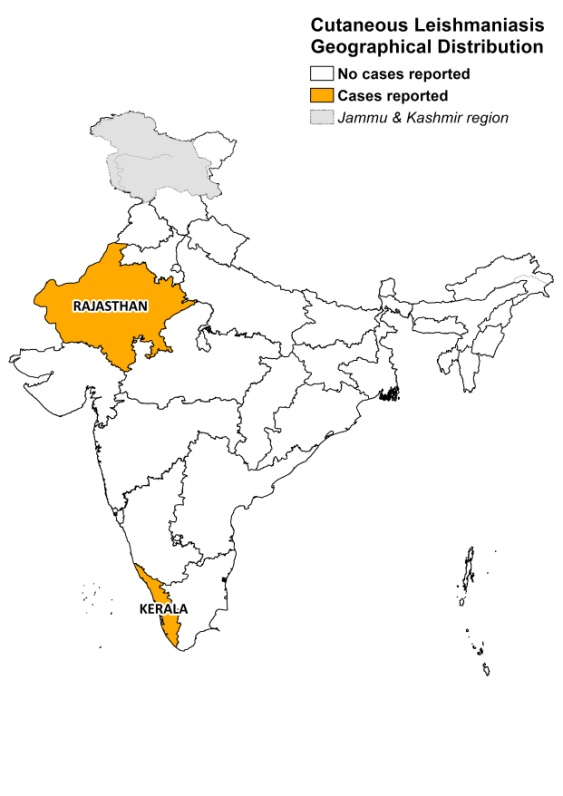 Cutaneous Leishmaniasis
Geographical Distribution
No cases reported
Cases reported
Jammu & Kashmir region
RAJASTHAN
KERALA